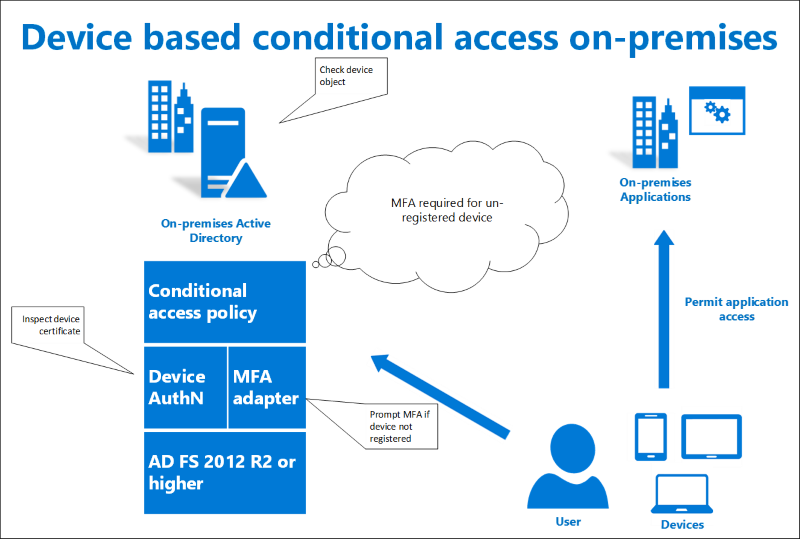 Device based conditional access on-premises
Check device
object
On-premises Active
Directory
MFA required for un-
registered device
On-premises
Applications
Conditional
access policy
Inspect device
certificate
Device
AuthN
MFA
adapter
Prompt MFA if
device not
registered
AD FS 2012 R2 or
higher
Permit application
access
User
Devices